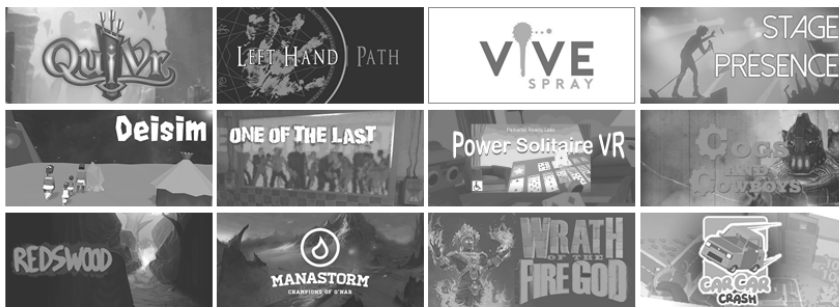 QuiVr
LEFT HAND PATH
VIVE
SPRAY
STAGE
PRESENCE
Deisim
ONE OF THE LAST
Power Solitaire VR
COGS
AND
COWBOYS
REDSWOOD
MANASTORM
CHAMPIONS OF G'NAR
WRATH
OF THE
FIRE GOD
CAR CAR
CRASH